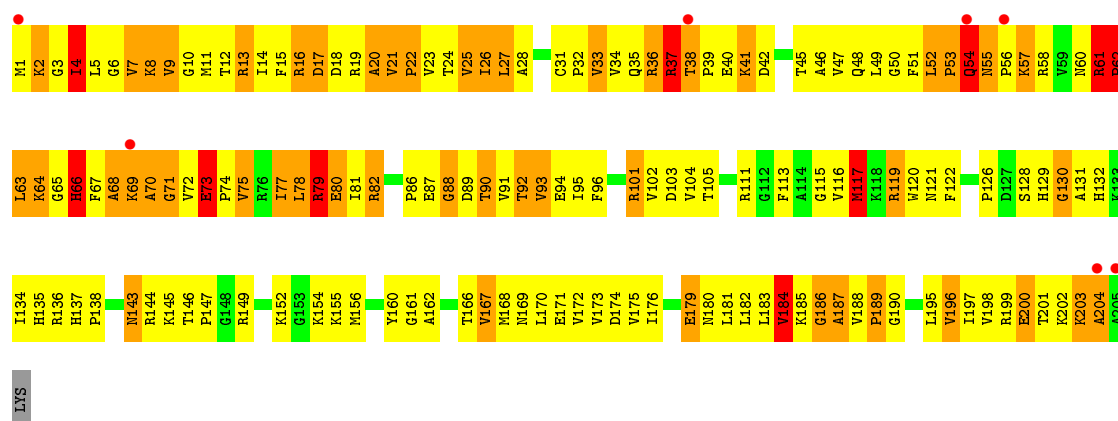 M1 K2 G3 I4 L5 G6 V7 K8 V9 G10 M11 T12 R13 I14 F15 R16 D17 D18 R19 A20 V21 P22 V23 T24 V25 I26 L27 A28 C31 P32 V33 V34 Q35 R36 R37 T38 P39 E40 K41 D42 T45 A46 V47 Q48 L49 G50 F51 L52 P53 Q54 N55 P56 K57 R58 V59 N60 R61 P62
L63 K64 G65 H66 F67 A68 K69 A70 G71 V72 E73 P74 V75 R76 I77 L78 R79 E80 I81 R82 P86 E87 G88 D89 T90 V91 T92 V93 E94 I95 F96 R101 V102 D103 V104 T105 R111 G112 F113 A114 G115 V116 M117 K118 R119 W120 N121 F122 P126 D127 S128 H129 G130 A131 H132 K133
I134 H135 R136 H137 P138 N143 R144 K145 T146 P147 G148 R149 K152 G153 K154 K155 M156 Y160 G161 A162 T166 V167 M168 N169 L170 E171 V172 V173 D174 V175 I176 E179 N180 L181 L182 L183 V184 K185 G186 A187 V188 P189 G190 L195 V196 I197 V198 R199 E200 T201 K202 K203 A204 A205
LYS